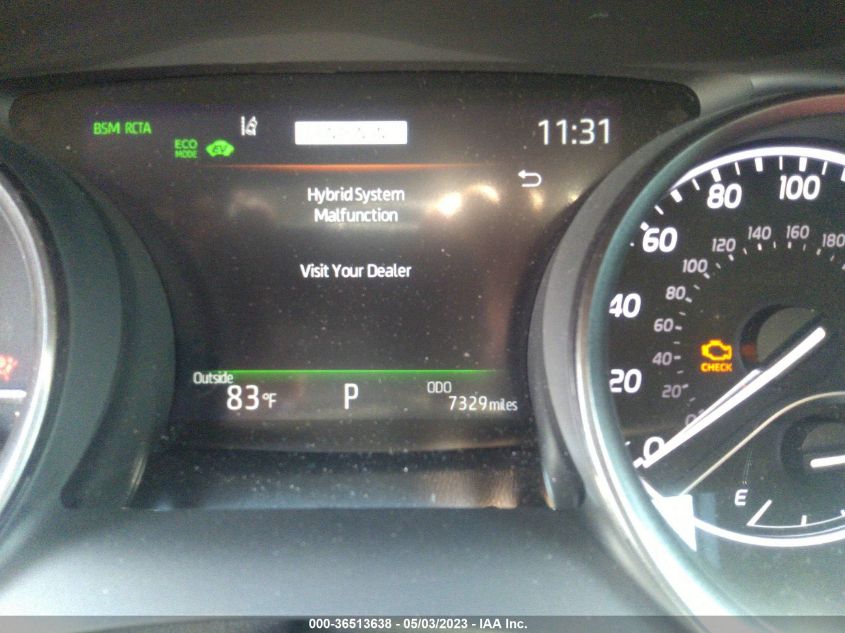 BSM RCTA
ECO
MODE
EV
11:31
Hybrid System
Malfunction
Visit Your Dealer
Outside
83°F
P
ODO
7329 miles
100
80
60
40
20
0
180
160
140
120
100
80
60
40
20
0
CHECK
E
000-36513638 - 05/03/2023 - IAA Inc.